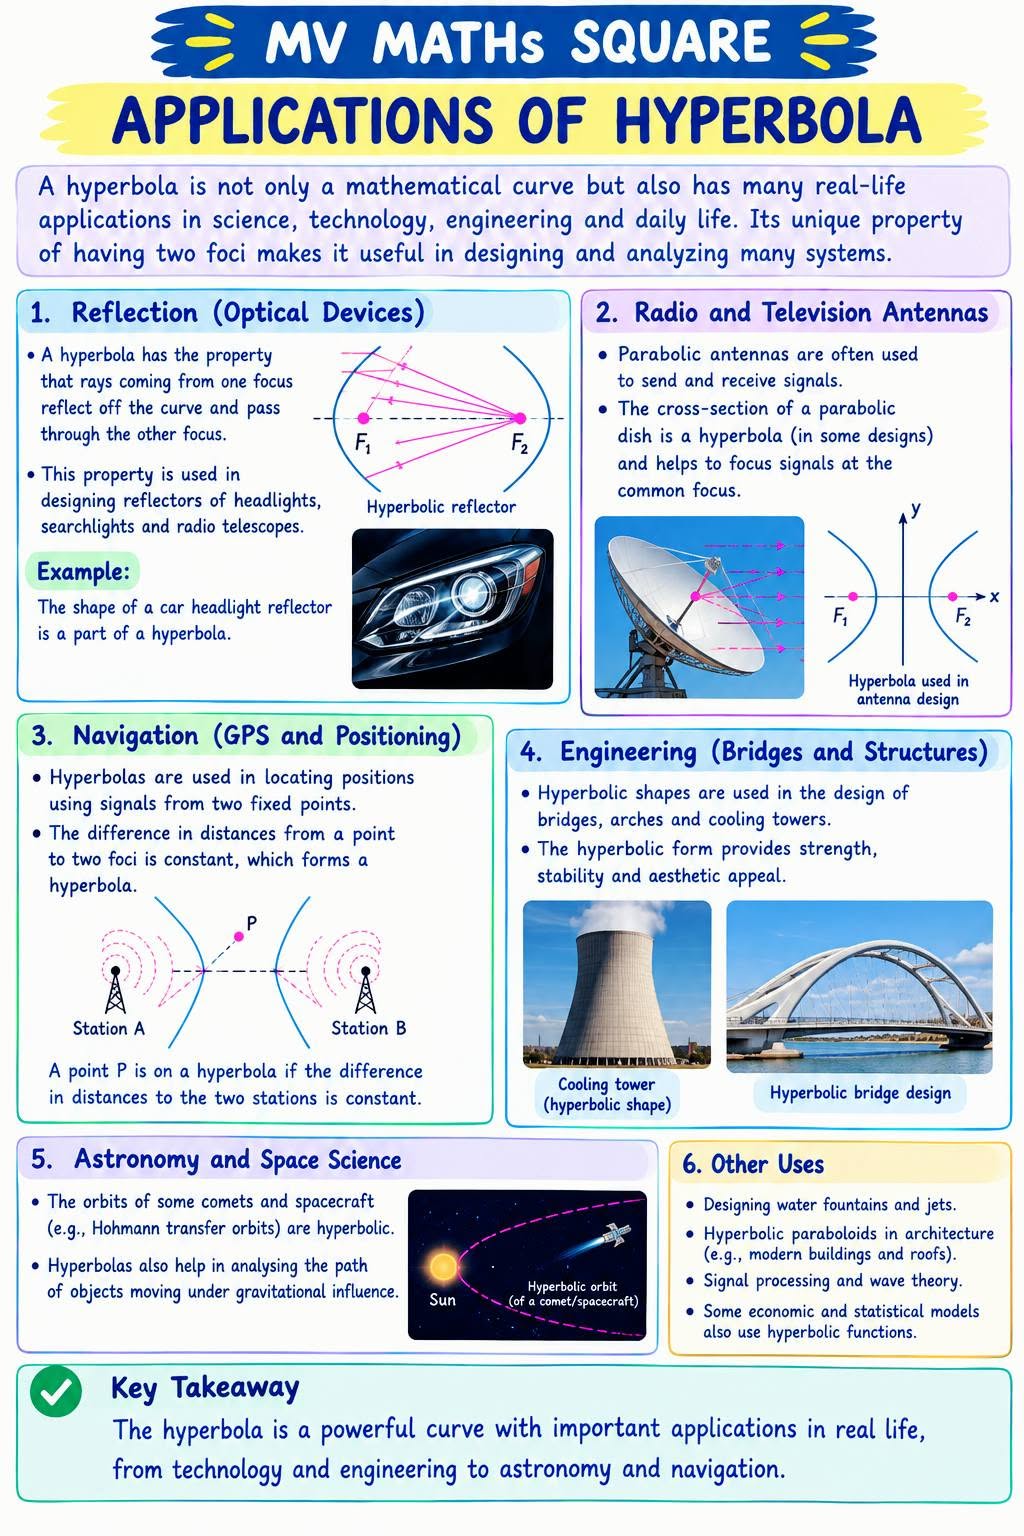 MV MATHs SQUARE
APPLICATIONS OF HYPERBOLA
A hyperbola is not only a mathematical curve but also has many real-life
applications in science, technology, engineering and daily life. Its unique property
of having two foci makes it useful in designing and analyzing many systems.
1. Reflection (Optical Devices)
• A hyperbola has the property
that rays coming from one focus
reflect off the curve and pass
through the other focus.
• This property is used in
designing reflectors of headlights,
searchlights and radio telescopes.
F₁
F₂
Hyperbolic reflector
Example:
The shape of a car headlight reflector
is a part of a hyperbola.
2. Radio and Television Antennas
• Parabolic antennas are often used
to send and receive signals.
• The cross-section of a parabolic
dish is a hyperbola (in some designs)
and helps to focus signals at the
common focus.
y
x
F₁
F₂
Hyperbola used in
antenna design
3. Navigation (GPS and Positioning)
• Hyperbolas are used in locating positions
using signals from two fixed points.
• The difference in distances from a point
to two foci is constant, which forms a
hyperbola.
P
Station A
Station B
A point P is on a hyperbola if the difference
in distances to the two stations is constant.
4. Engineering (Bridges and Structures)
• Hyperbolic shapes are used in the design of
bridges, arches and cooling towers.
• The hyperbolic form provides strength,
stability and aesthetic appeal.
Cooling tower
(hyperbolic shape)
Hyperbolic bridge design
5. Astronomy and Space Science
• The orbits of some comets and spacecraft
(e.g., Hohmann transfer orbits) are hyperbolic.
• Hyperbolas also help in analysing the path
of objects moving under gravitational influence.
Sun
Hyperbolic orbit
(of a comet/spacecraft)
6. Other Uses
• Designing water fountains and jets.
• Hyperbolic paraboloids in architecture
(e.g., modern buildings and roofs).
• Signal processing and wave theory.
• Some economic and statistical models
also use hyperbolic functions.
Key Takeaway
The hyperbola is a powerful curve with important applications in real life,
from technology and engineering to astronomy and navigation.